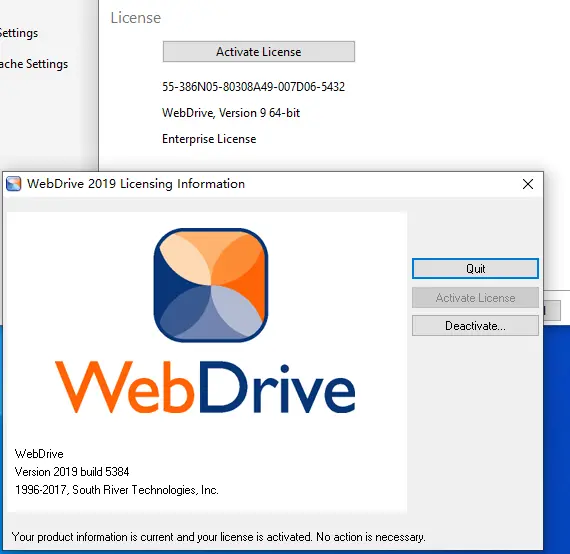 License
ettings
ache Settings
Activate License
55-386N05-80308A49-007D06-5432
WebDrive, Version 9 64-bit
Enterprise License
WebDrive 2019 Licensing Information
WebDrive
Quit
Activate License
Deactivate...
WebDrive
Version 2019 build 5384
1996-2017, South River Technologies, Inc.
Your product information is current and your license is activated. No action is necessary.